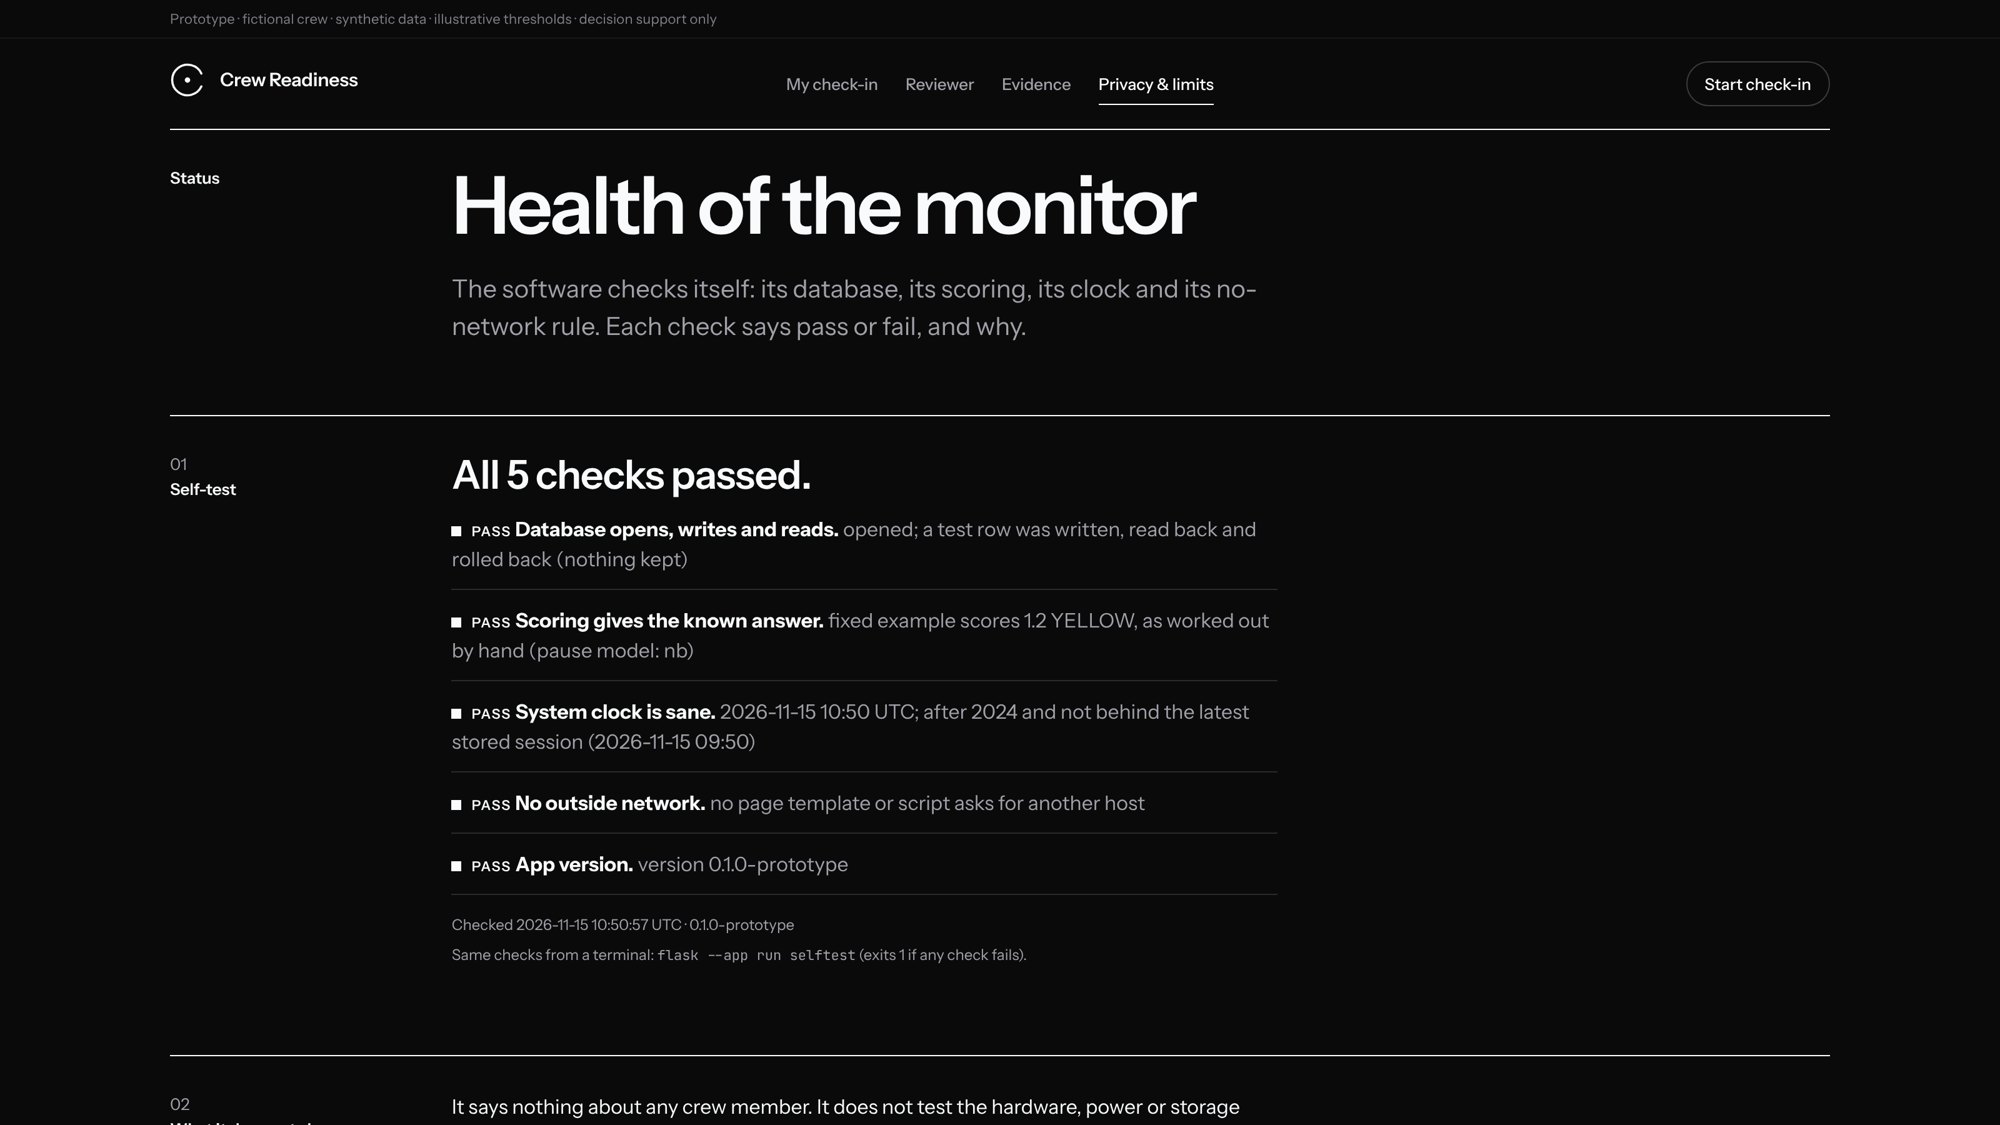 Prototype · fictional crew · synthetic data · illustrative thresholds · decision support only
Crew Readiness
My check-in
Reviewer
Evidence
Privacy & limits
Start check-in
Status
Health of the monitor
The software checks itself: its database, its scoring, its clock and its no-
network rule. Each check says pass or fail, and why.
01
Self-test
All 5 checks passed.
PASS Database opens, writes and reads. opened; a test row was written, read back and
rolled back (nothing kept)
PASS Scoring gives the known answer. fixed example scores 1.2 YELLOW, as worked out
by hand (pause model: nb)
PASS System clock is sane. 2026-11-15 10:50 UTC; after 2024 and not behind the latest
stored session (2026-11-15 09:50)
PASS No outside network. no page template or script asks for another host
PASS App version. version 0.1.0-prototype
Checked 2026-11-15 10:50:57 UTC · 0.1.0-prototype
Same checks from a terminal: flask --app run selftest (exits 1 if any check fails).
02
It says nothing about any crew member. It does not test the hardware, power or storage